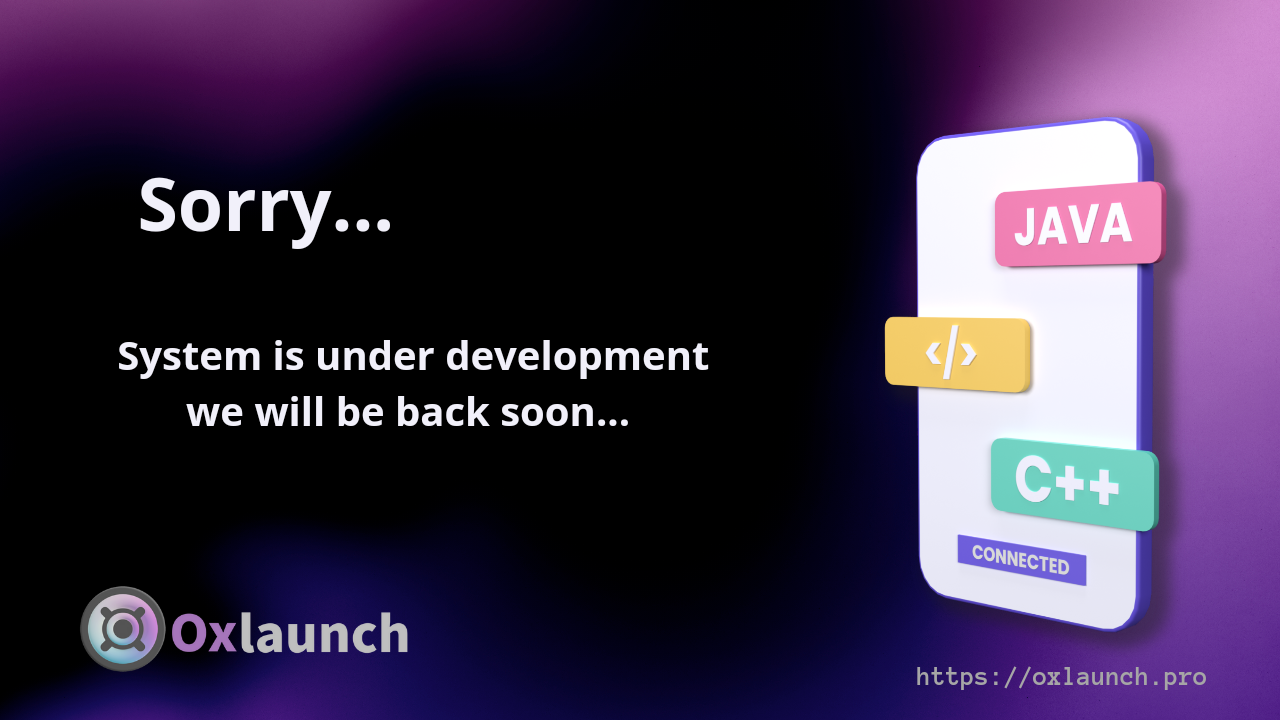 Sorry...
System is under development
we will be back soon...
JAVA
</>
C++
CONNECTED
Oxlaunch
https://oxlaunch.pro